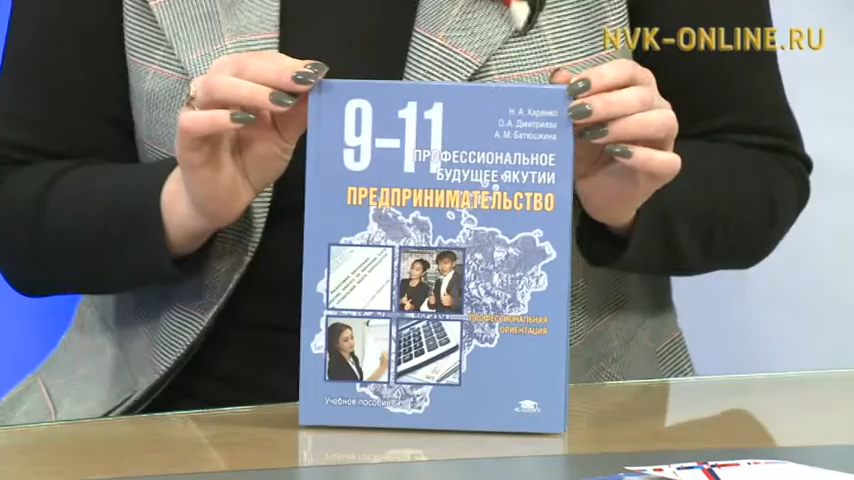 NVK-ONLINE.RU
9-11
Н. А. Харенко
О. А. Дмитриева
А. М. Батюшкина
ПРОФЕССИОНАЛЬНОЕ
БУДУЩЕЕ ЯКУТИИ
ПРЕДПРИНИМАТЕЛЬСТВО
ПРОФЕССИОНАЛЬНАЯ
ОРИЕНТАЦИЯ
Учебное пособие